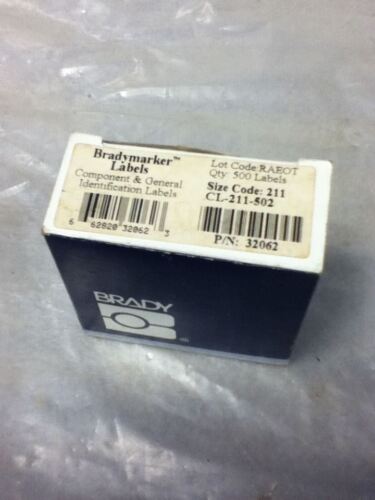 Bradymarker™
Labels
Component & General
Identification Labels
6 62820 32062 3
Lot Code:RAEOT
Qty: 500 Labels
Size Code: 211
CL-211-502
P/N: 32062
BRADY